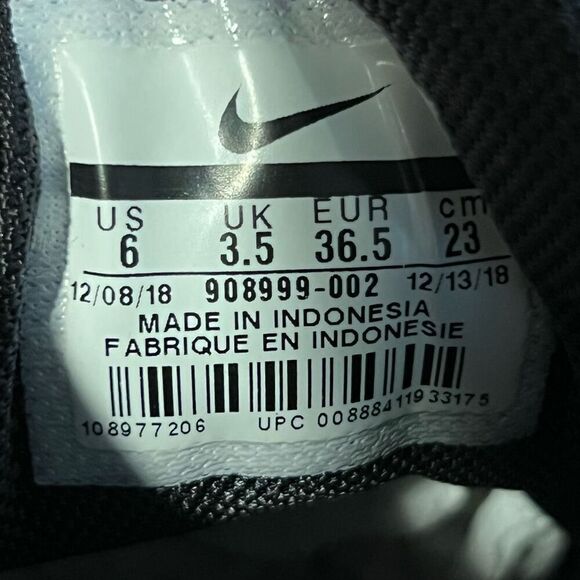 US UK EUR cm
6 3.5 36.5 23
12/08/18 908999-002 12/13/18
MADE IN INDONESIA
FABRIQUE EN INDONESIE
108977206 UPC 00888411933175